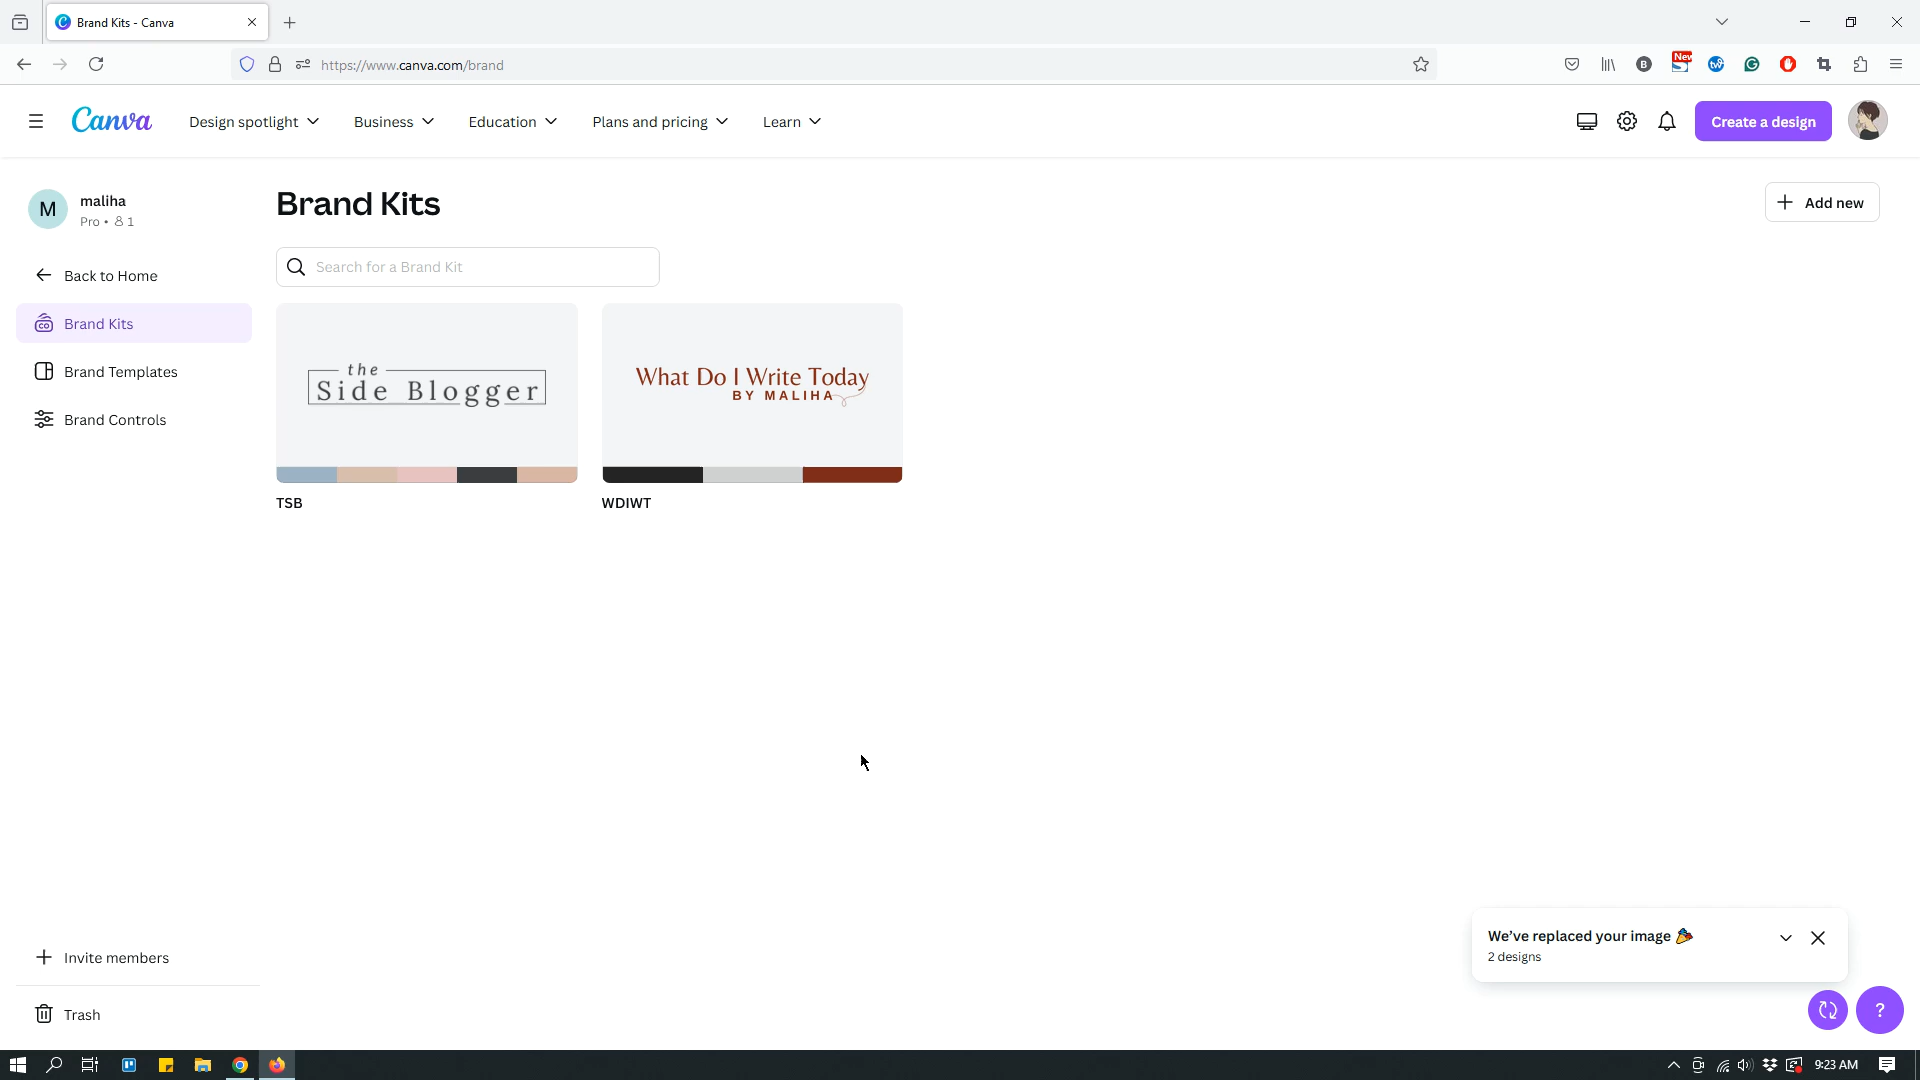 Brand Kits - Canva
https://www.canva.com/brand
B
New
tw
Canva
Design spotlight
Business
Education
Plans and pricing
Learn
Create a design
M
maliha
Pro • 1
Brand Kits
Add new
Back to Home
Search for a Brand Kit
Brand Kits
CO
Brand Templates
Brand Controls
the
Side Blogger
What Do I Write Today
BY MALIHA
TSB
WDIWT
We've replaced your image
2 designs
Invite members
Trash
?
9:23 AM